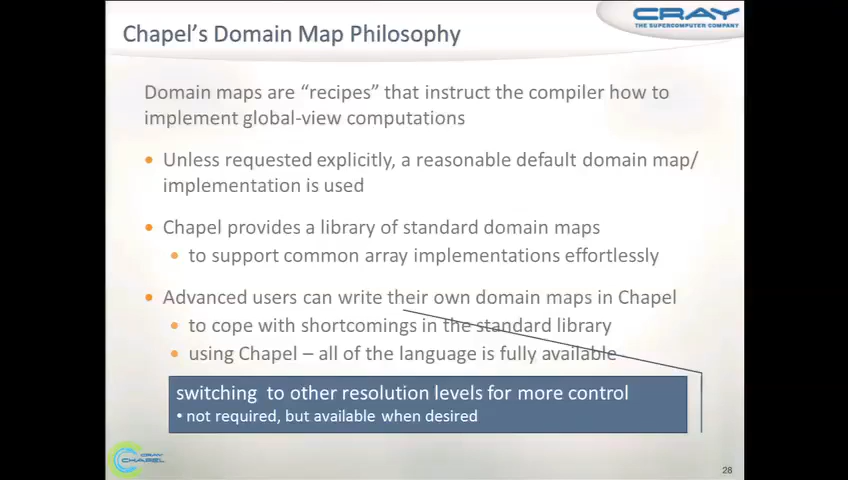 CRAY
THE SUPERCOMPUTER COMPANY
Chapel's Domain Map Philosophy
Domain maps are “recipes” that instruct the compiler how to
implement global-view computations
• Unless requested explicitly, a reasonable default domain map/
implementation is used
• Chapel provides a library of standard domain maps
• to support common array implementations effortlessly
• Advanced users can write their own domain maps in Chapel
• to cope with shortcomings in the standard library
• using Chapel – all of the language is fully available
switching to other resolution levels for more control
• not required, but available when desired
CRAY
CHAPEL
28